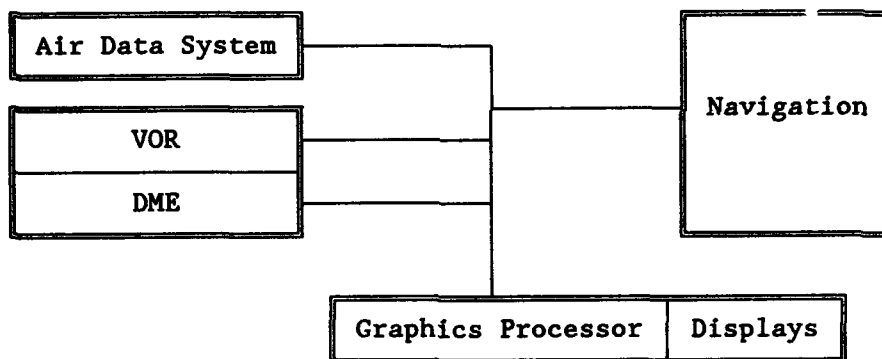 Air Data System
Navigation
VOR
DME
Graphics Processor
Displays